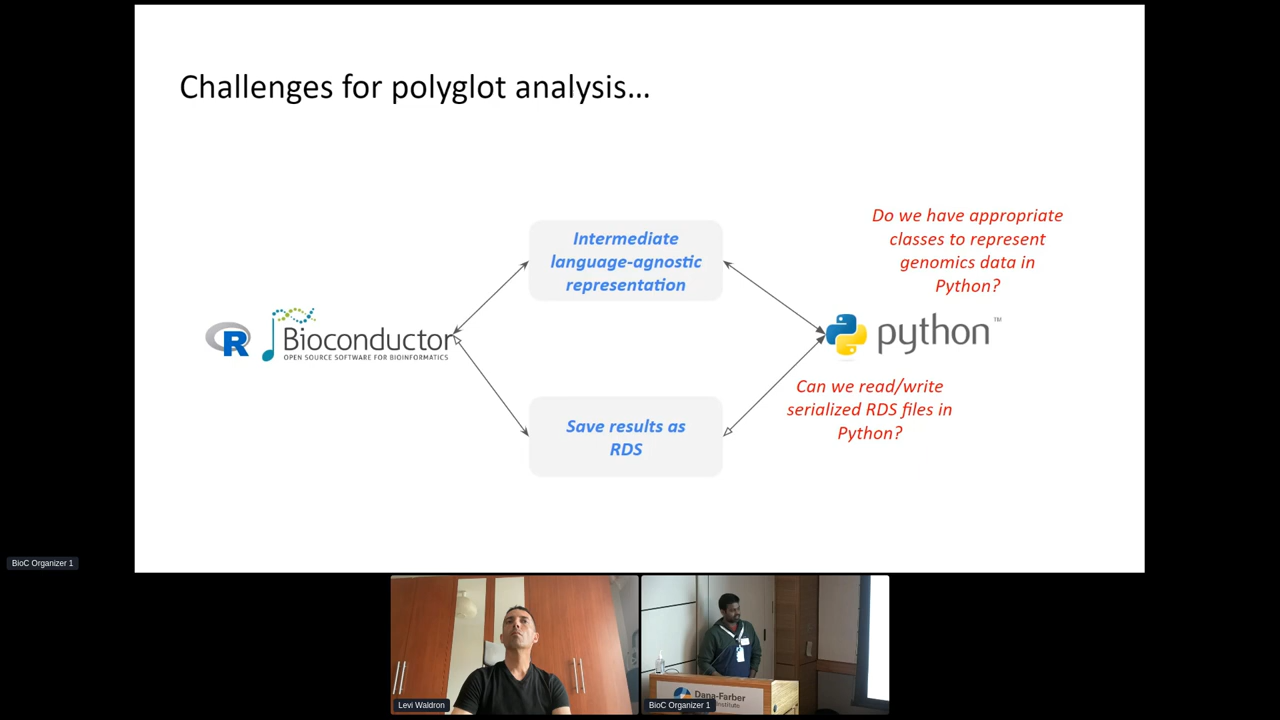 Challenges for polyglot analysis...
Do we have appropriate
classes to represent
genomics data in
Python?
Intermediate
language-agnostic
representation
R
Bioconductor
OPEN SOURCE SOFTWARE FOR BIOINFORMATICS
python™
Can we read/write
serialized RDS files in
Python?
Save results as
RDS
BioC Organizer 1
Levi Waldron
Dana-Farber
Institute
BioC Organizer 1